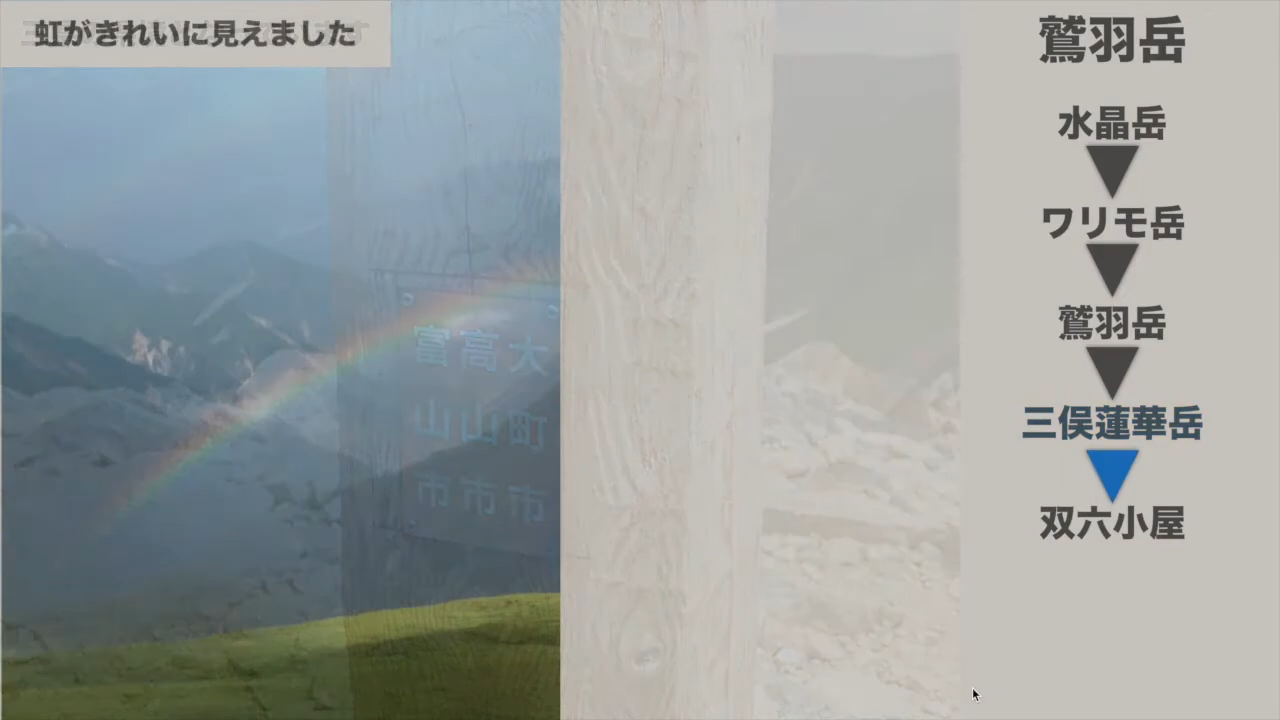 虹がきれいに見えました
鷲羽岳
水晶岳
ワリモ岳
鷲羽岳
三俣蓮華岳
双六小屋
富高大
山山町
市市市